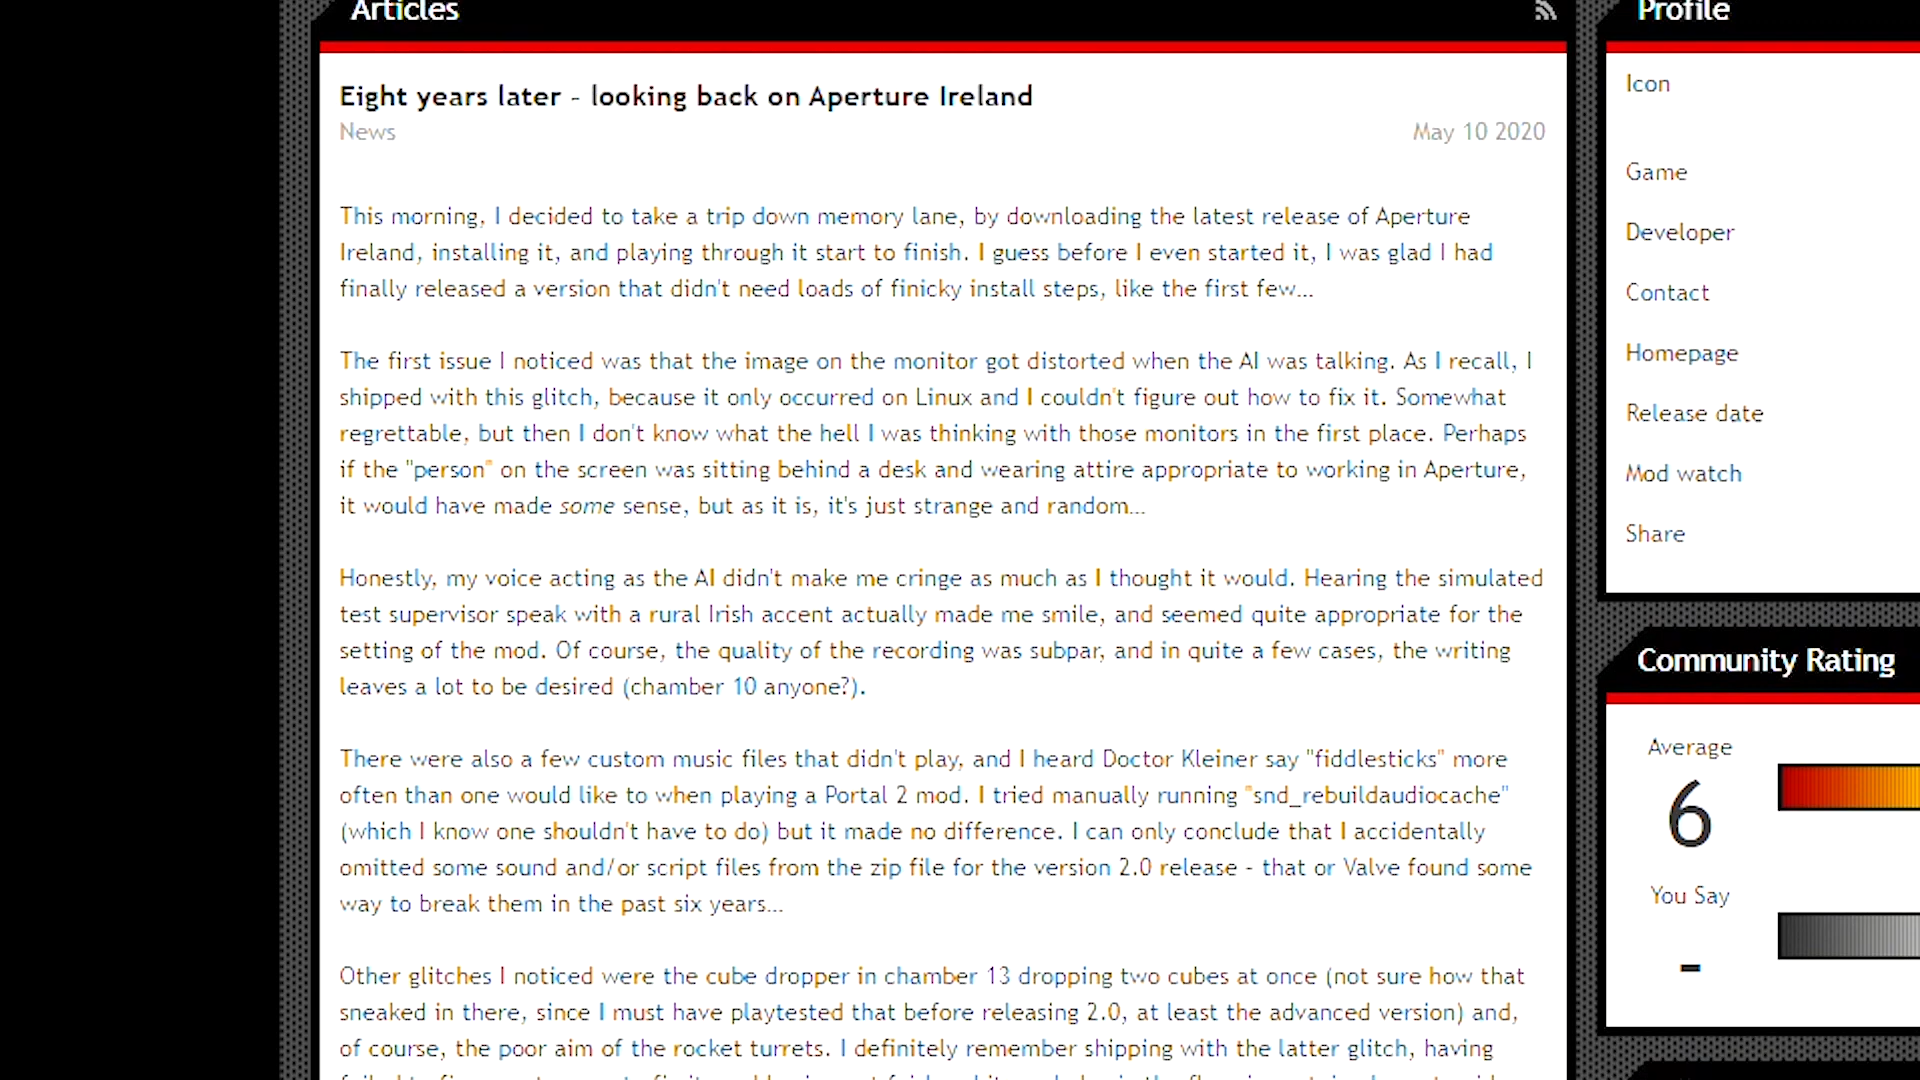 Articles
Eight years later - looking back on Aperture Ireland
News
May 10 2020
This morning, I decided to take a trip down memory lane, by downloading the latest release of Aperture
Ireland, installing it, and playing through it start to finish. I guess before I even started it, I was glad I had
finally released a version that didn't need loads of finicky install steps, like the first few...
The first issue I noticed was that the image on the monitor got distorted when the AI was talking. As I recall, I
shipped with this glitch, because it only occurred on Linux and I couldn't figure out how to fix it. Somewhat
regrettable, but then I don't know what the hell I was thinking with those monitors in the first place. Perhaps
if the "person" on the screen was sitting behind a desk and wearing attire appropriate to working in Aperture,
it would have made some sense, but as it is, it's just strange and random...
Honestly, my voice acting as the AI didn't make me cringe as much as I thought it would. Hearing the simulated
test supervisor speak with a rural Irish accent actually made me smile, and seemed quite appropriate for the
setting of the mod. Of course, the quality of the recording was subpar, and in quite a few cases, the writing
leaves a lot to be desired (chamber 10 anyone?).
There were also a few custom music files that didn't play, and I heard Doctor Kleiner say "fiddlesticks" more
often than one would like to when playing a Portal 2 mod. I tried manually running "snd_rebuildaudiocache"
(which I know one shouldn't have to do) but it made no difference. I can only conclude that I accidentally
omitted some sound and/or script files from the zip file for the version 2.0 release - that or Valve found some
way to break them in the past six years...
Other glitches I noticed were the cube dropper in chamber 13 dropping two cubes at once (not sure how that
sneaked in there, since I must have playtested that before releasing 2.0, at least the advanced version) and,
of course, the poor aim of the rocket turrets. I definitely remember shipping with the latter glitch, having
Profile
Icon
Game
Developer
Contact
Homepage
Release date
Mod watch
Share
Community Rating
Average
6
You Say
-